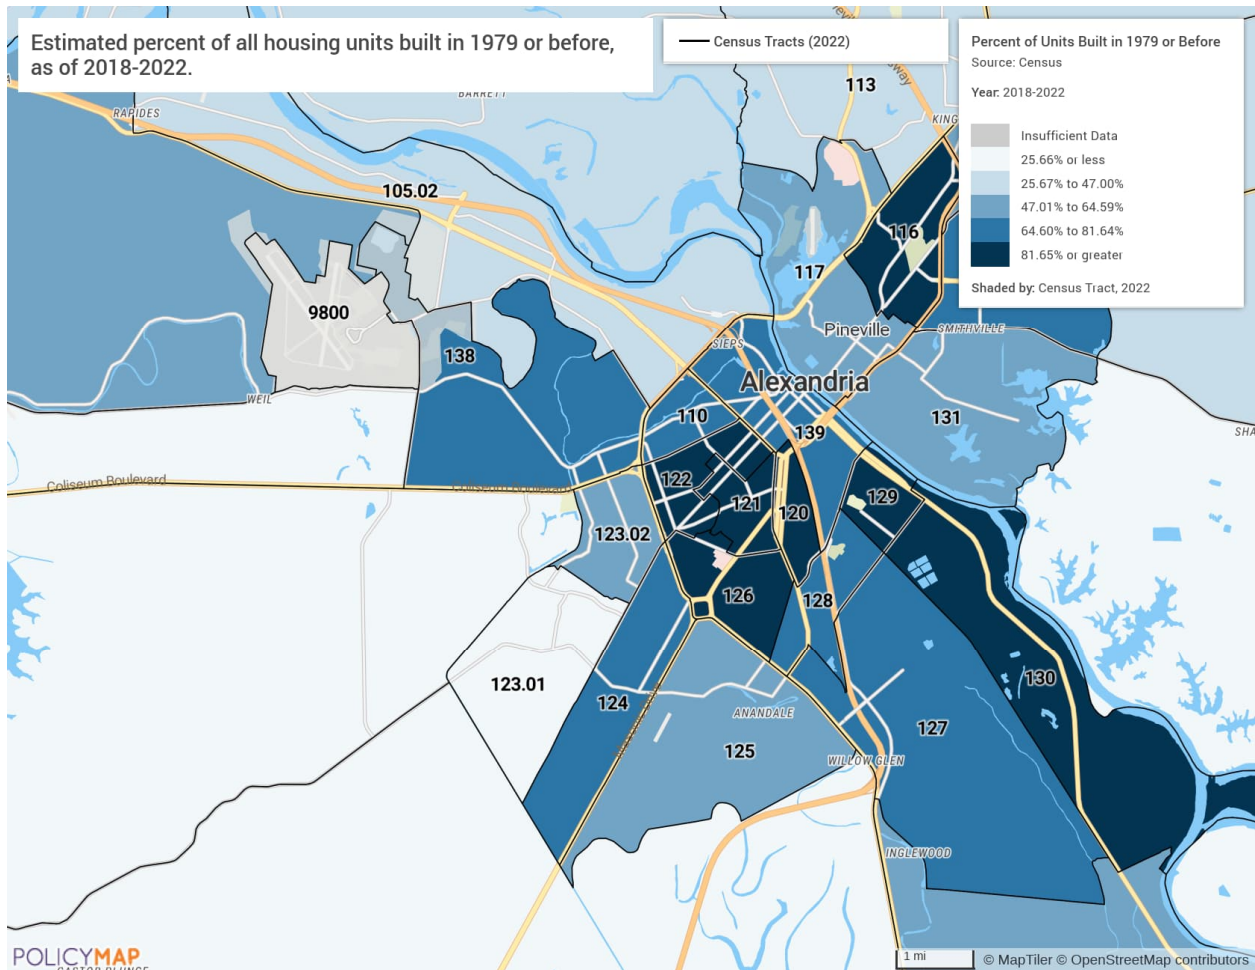 Estimated percent of all housing units built in 1979 or before,
as of 2018-2022.
Census Tracts (2022)
Percent of Units Built in 1979 or Before
Source: Census
Year: 2018-2022
Insufficient Data
25.66% or less
25.67% to 47.00%
47.01% to 64.59%
64.60% to 81.64%
81.65% or greater
Shaded by: Census Tract, 2022
113
BARRETT
RAPIDES
KING
105.02
116
117
9800
Pineville
SMITHVILLE
SIEPS
138
Alexandria
WEIL
110
131
139
SHA
Coliseum Boulevard
Coliseum Boulevard
122
121
129
120
123.02
126
128
130
123.01
124
ANANDALE
127
125
WILLOW GLEN
INGLEWOOD
POLICYMAP
1 mi
© MapTiler © OpenStreetMap contributors